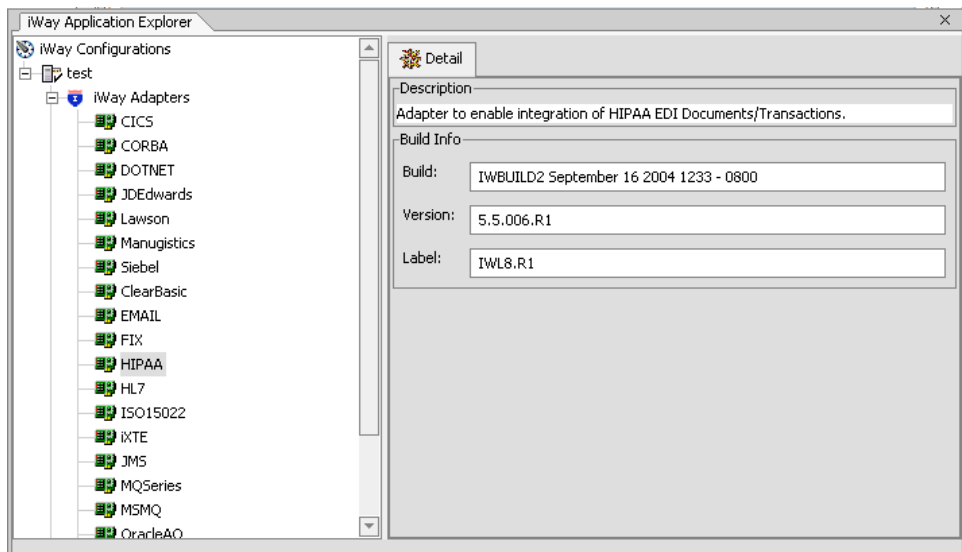 iWay Application Explorer
iWay Configurations
test
iWay Adapters
CICS
CORBA
DOTNET
JDEdwards
Lawson
Manugistics
Siebel
ClearBasic
EMAIL
FIX
HIPAA
HL7
ISO15022
iXTE
JMS
MQSeries
MSMQ
OracleAQ
Detail
Description
Adapter to enable integration of HIPAA EDI Documents/Transactions.
Build Info
Build: IWBUILD2 September 16 2004 1233 - 0800
Version: 5.5.006.R1
Label: IWL8.R1